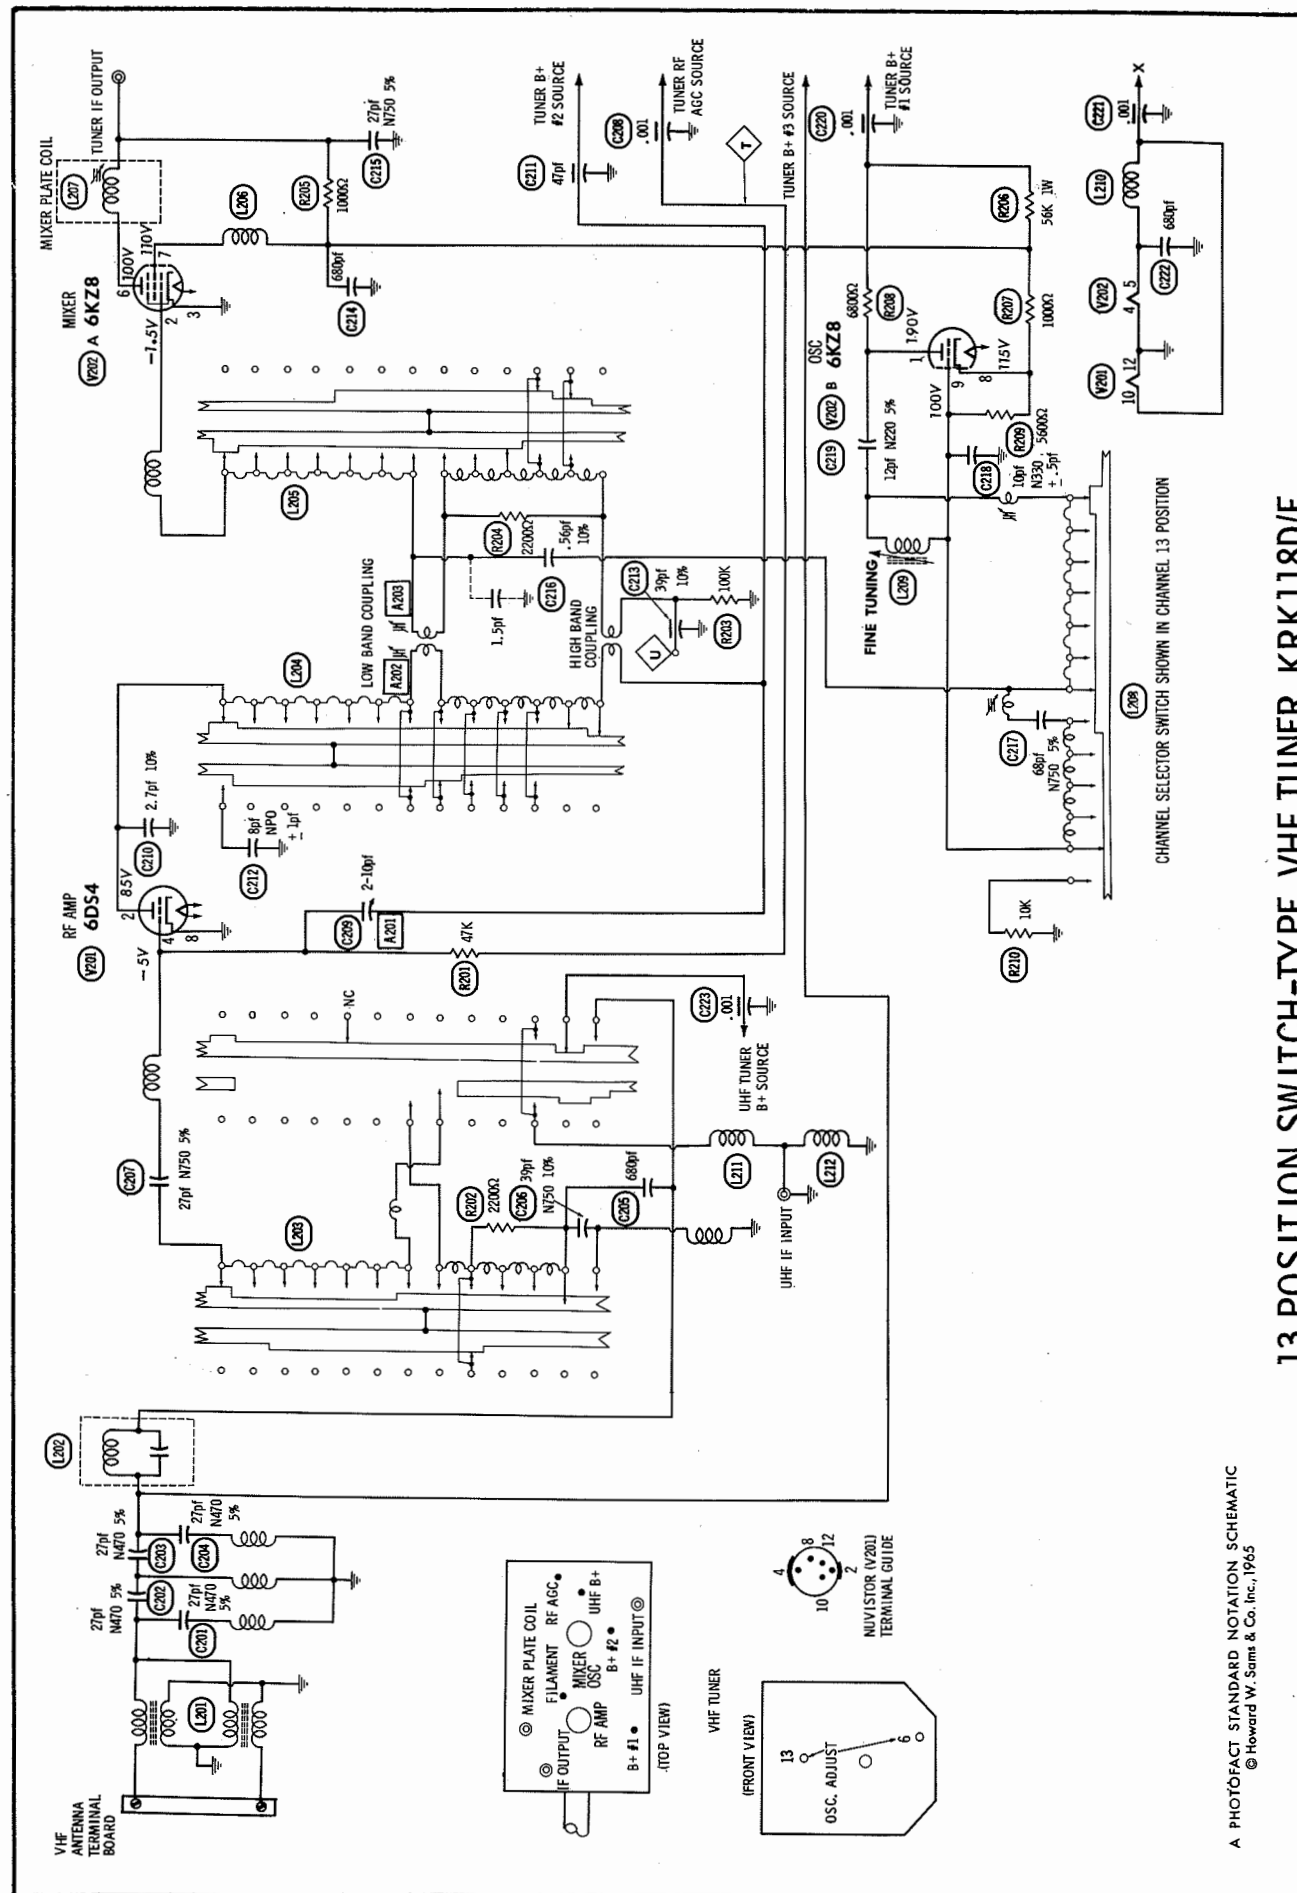 VHF
ANTENNA
TERMINAL
BOARD
L201
27pf
N470 5%
C202
27pf
N470 5%
C203
C201
27pf
N470
5%
C204
27pf
N470
5%
L202
C207
27pf N750 5%
L203
NC
R202
2200Ω
C206 39pf
N750 10%
C205
680pf
L211
L212
UHF IF INPUT
UHF TUNER
B+ SOURCE
C223
.001
RF AMP
V201 6DS4
-5V
85V
2
4
8
C210
2.7pf 10%
C212
8pf
NPO
± 1pf
C209
2-10pf
A201
R201
47K
L204
LOW BAND COUPLING
A202
A203
1.5pf
HIGH BAND
COUPLING
U
C213
39pf
10%
R203
100K
C216
.56pf
10%
R204
2200Ω
L205
MIXER
V202 A 6KZ8
-1.5V
100V
110V
6
7
2
3
MIXER PLATE COIL
L207
TUNER IF OUTPUT
L206
R205
1000Ω
C215
27pf
N750 5%
C214
680pf
TUNER B+
#2 SOURCE
C211
47pf
C208
.001
TUNER RF
AGC SOURCE
T
TUNER B+ #3 SOURCE
C220
.001
TUNER B+
#1 SOURCE
R206
56K 1W
R207
1000Ω
R208
6800Ω
OSC
C219 V202 B 6KZ8
12pf N220 5%
190V
100V
115V
1
9
8
R209
5600Ω
C218
10pf
N330
± .5pf
FINE TUNING
L209
C217
68pf
N750 5%
L208
R210
10K
CHANNEL SELECTOR SWITCH SHOWN IN CHANNEL 13 POSITION
V201
10 12
V202
4 5
C222
680pf
L210
C221
.001
X
MIXER PLATE COIL
IF OUTPUT
FILAMENT RF AGC
RF AMP
MIXER
OSC
UHF B+
B+ #1
B+ #2
UHF IF INPUT
(TOP VIEW)
VHF TUNER
(FRONT VIEW)
OSC. ADJUST
13
6
4
8
12
2
10
NUVISTOR (V201)
TERMINAL GUIDE
A PHOTOFACT STANDARD NOTATION SCHEMATIC
© Howard W. Sams & Co. Inc., 1965
13 POSITION SWITCH-TYPE VHF TUNER KRK118D/E